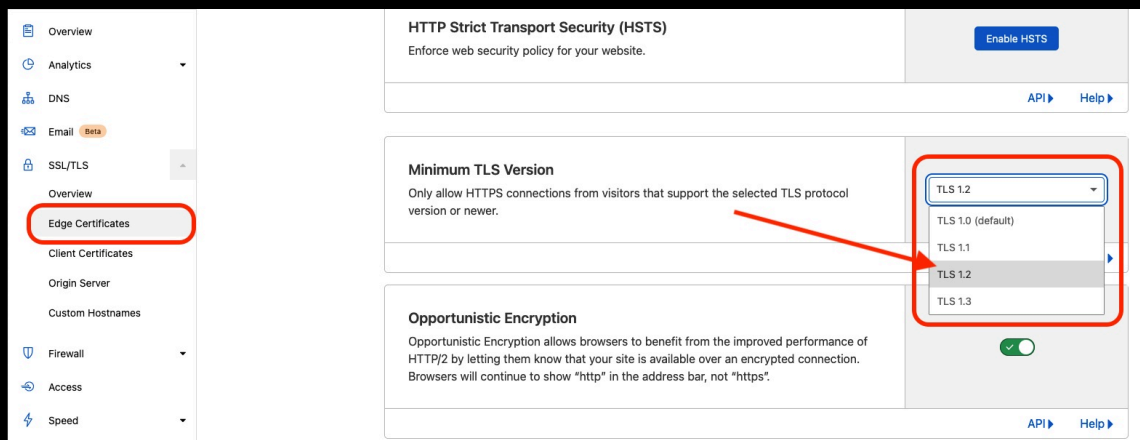 Overview
Analytics
DNS
Email Beta
SSL/TLS
Overview
Edge Certificates
Client Certificates
Origin Server
Custom Hostnames
Firewall
Access
Speed
HTTP Strict Transport Security (HSTS)
Enforce web security policy for your website.
Enable HSTS
API Help
Minimum TLS Version
Only allow HTTPS connections from visitors that support the selected TLS protocol
version or newer.
TLS 1.2
TLS 1.0 (default)
TLS 1.1
TLS 1.2
TLS 1.3
Opportunistic Encryption
Opportunistic Encryption allows browsers to benefit from the improved performance of
HTTP/2 by letting them know that your site is available over an encrypted connection.
Browsers will continue to show “http” in the address bar, not “https”.
API Help